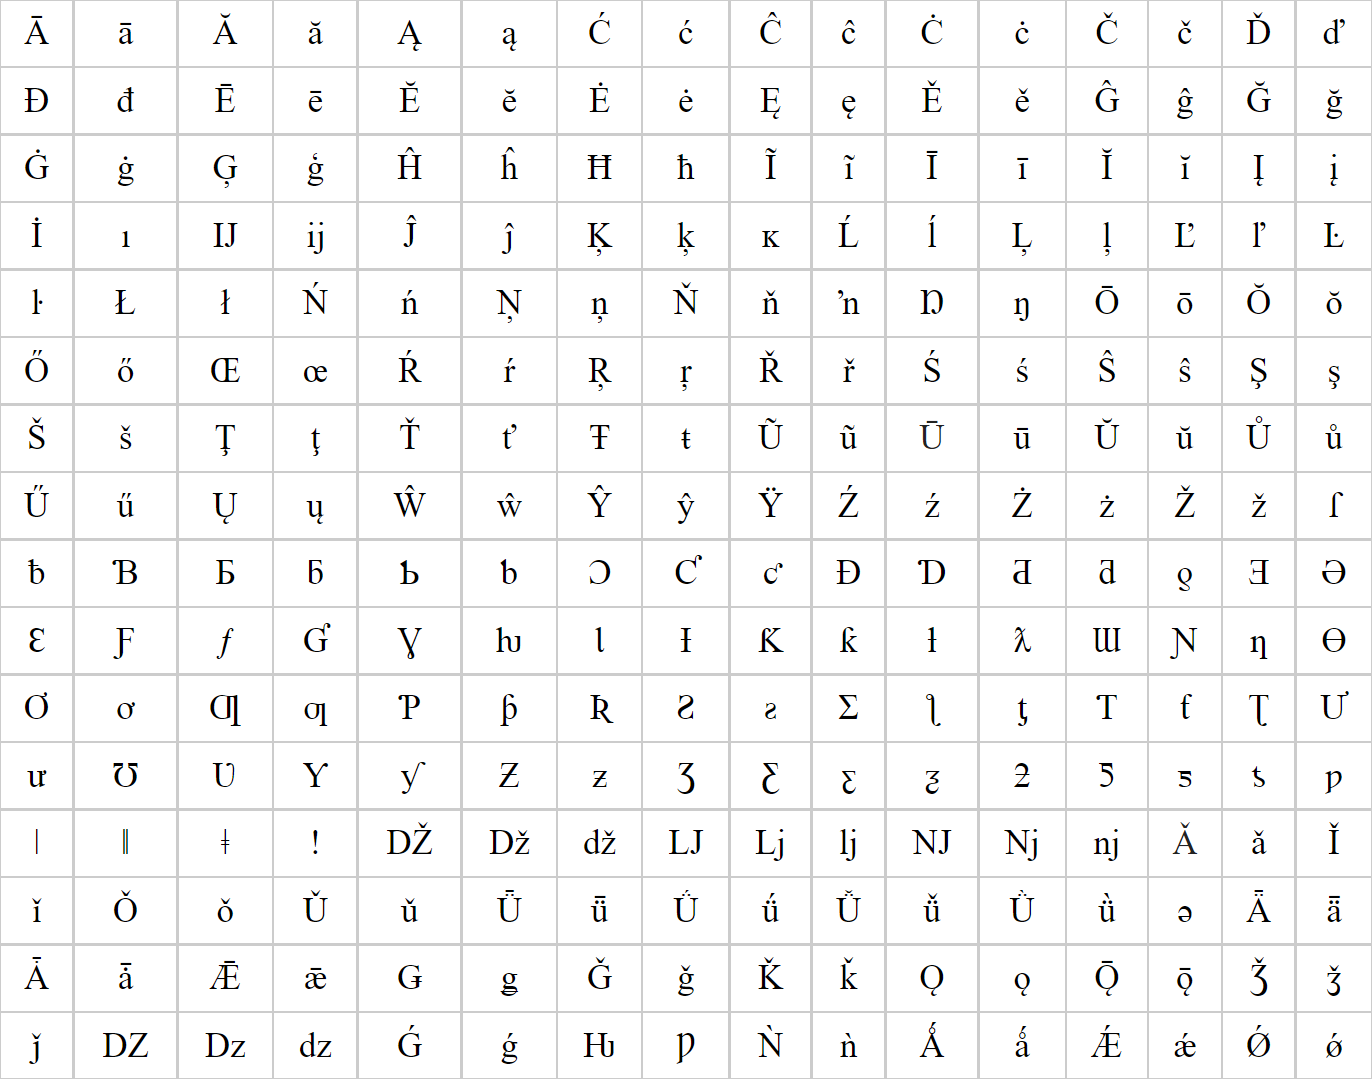 Ā ā Ă ă Ą ą Ć ć Ĉ ĉ Ċ ċ Č č Ď ď
Đ đ Ē ē Ĕ ĕ Ė ė Ę ę Ě ě Ĝ ĝ Ğ ğ
Ġ ġ Ģ ģ Ĥ ĥ Ħ ħ Ĩ ĩ Ī ī Ĭ ĭ Į į
İ ı Ĳ ĳ Ĵ ĵ Ķ ķ ĸ Ĺ ĺ Ļ ļ Ľ ľ Ŀ
ŀ Ł ł Ń ń Ņ ņ Ň ň ŉ Ŋ ŋ Ō ō Ŏ ŏ
Ő ő Œ œ Ŕ ŕ Ŗ ŗ Ř ř Ś ś Ŝ ŝ Ş ş
Š š Ţ ţ Ť ť Ŧ ŧ Ũ ũ Ū ū Ŭ ŭ Ů ů
Ű ű Ų ų Ŵ ŵ Ŷ ŷ Ÿ Ź ź Ż ż Ž ž ſ
ƀ Ɓ Ƃ ƃ Ƅ ƅ Ɔ Ƈ ƈ Ɖ Ɗ Ƌ ƌ ƍ Ǝ Ə
Ɛ Ƒ ƒ Ɠ Ɣ ƕ Ɩ Ɨ Ƙ ƙ ƚ ƛ Ɯ Ɲ ƞ Ɵ
Ơ ơ Ƣ ƣ Ƥ ƥ Ʀ Ƨ ƨ Ʃ ƪ ƫ Ƭ ƭ Ʈ Ư
ư Ʊ Ʋ Ƴ ƴ Ƶ ƶ Ʒ Ƹ ƹ ƺ ƻ Ƽ ƽ ƾ ƿ
ǀ ǁ ǂ ǃ Ǆ ǅ ǆ Ǉ ǈ ǉ Ǌ ǋ ǌ Ǎ ǎ Ǐ
ǐ Ǒ ǒ Ǔ ǔ Ǖ ǖ Ǘ ǘ Ǚ ǚ Ǜ ǜ ǝ Ǟ ǟ
Ǡ ǡ Ǣ ǣ Ǥ ǥ Ǧ ǧ Ǩ ǩ Ǫ ǫ Ǭ ǭ Ǯ ǯ
ǰ Ǳ ǲ ǳ Ǵ ǵ Ƕ Ƿ Ǹ ǹ Ǻ ǻ Ǽ ǽ Ǿ ǿ